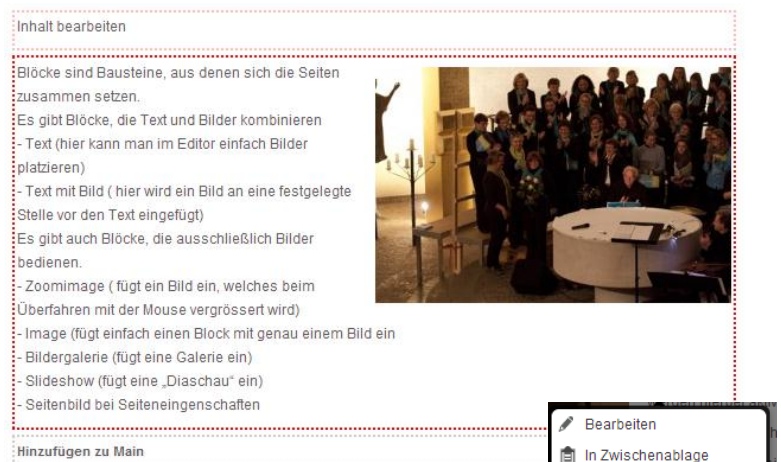 Inhalt bearbeiten
Blöcke sind Bausteine, aus denen sich die Seiten
zusammen setzen.
Es gibt Blöcke, die Text und Bilder kombinieren
- Text (hier kann man im Editor einfach Bilder
platzieren)
- Text mit Bild ( hier wird ein Bild an eine festgelegte
Stelle vor den Text eingefügt)
Es gibt auch Blöcke, die ausschließlich Bilder
bedienen.
- Zoomimage ( fügt ein Bild ein, welches beim
Überfahren mit der Mouse vergrössert wird)
- Image (fügt einfach einen Block mit genau einem Bild ein
- Bildergalerie (fügt eine Galerie ein)
- Slideshow (fügt eine „Diaschau“ ein)
- Seitenbild bei Seiteneingenschaften
Bearbeiten
Hinzufügen zu Main
In Zwischenablage